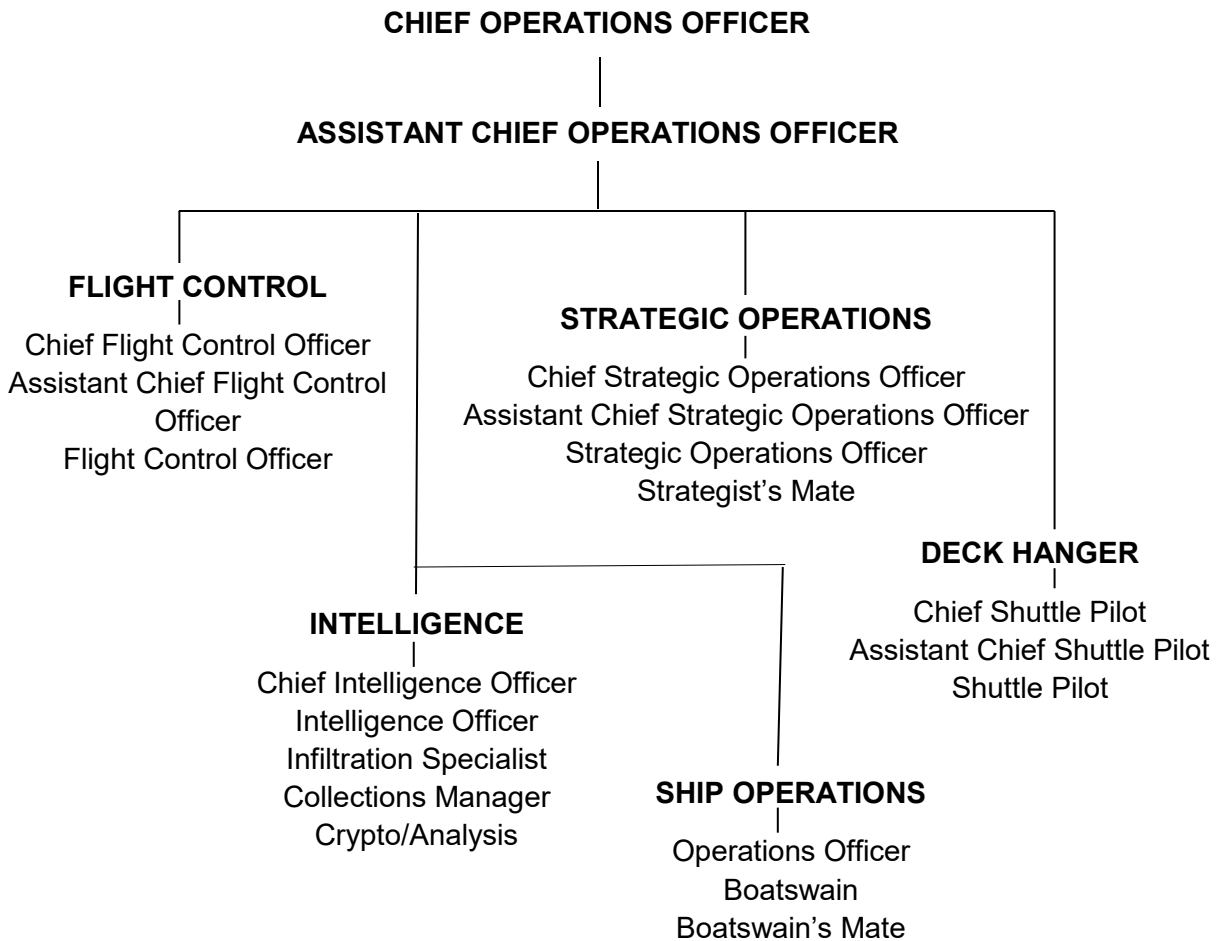 CHIEF OPERATIONS OFFICER
ASSISTANT CHIEF OPERATIONS OFFICER
FLIGHT CONTROL
Chief Flight Control Officer
Assistant Chief Flight Control
Officer
Flight Control Officer
STRATEGIC OPERATIONS
Chief Strategic Operations Officer
Assistant Chief Strategic Operations Officer
Strategic Operations Officer
Strategist’s Mate
DECK HANGER
Chief Shuttle Pilot
Assistant Chief Shuttle Pilot
Shuttle Pilot
INTELLIGENCE
Chief Intelligence Officer
Intelligence Officer
Infiltration Specialist
Collections Manager
Crypto/Analysis
SHIP OPERATIONS
Operations Officer
Boatswain
Boatswain’s Mate